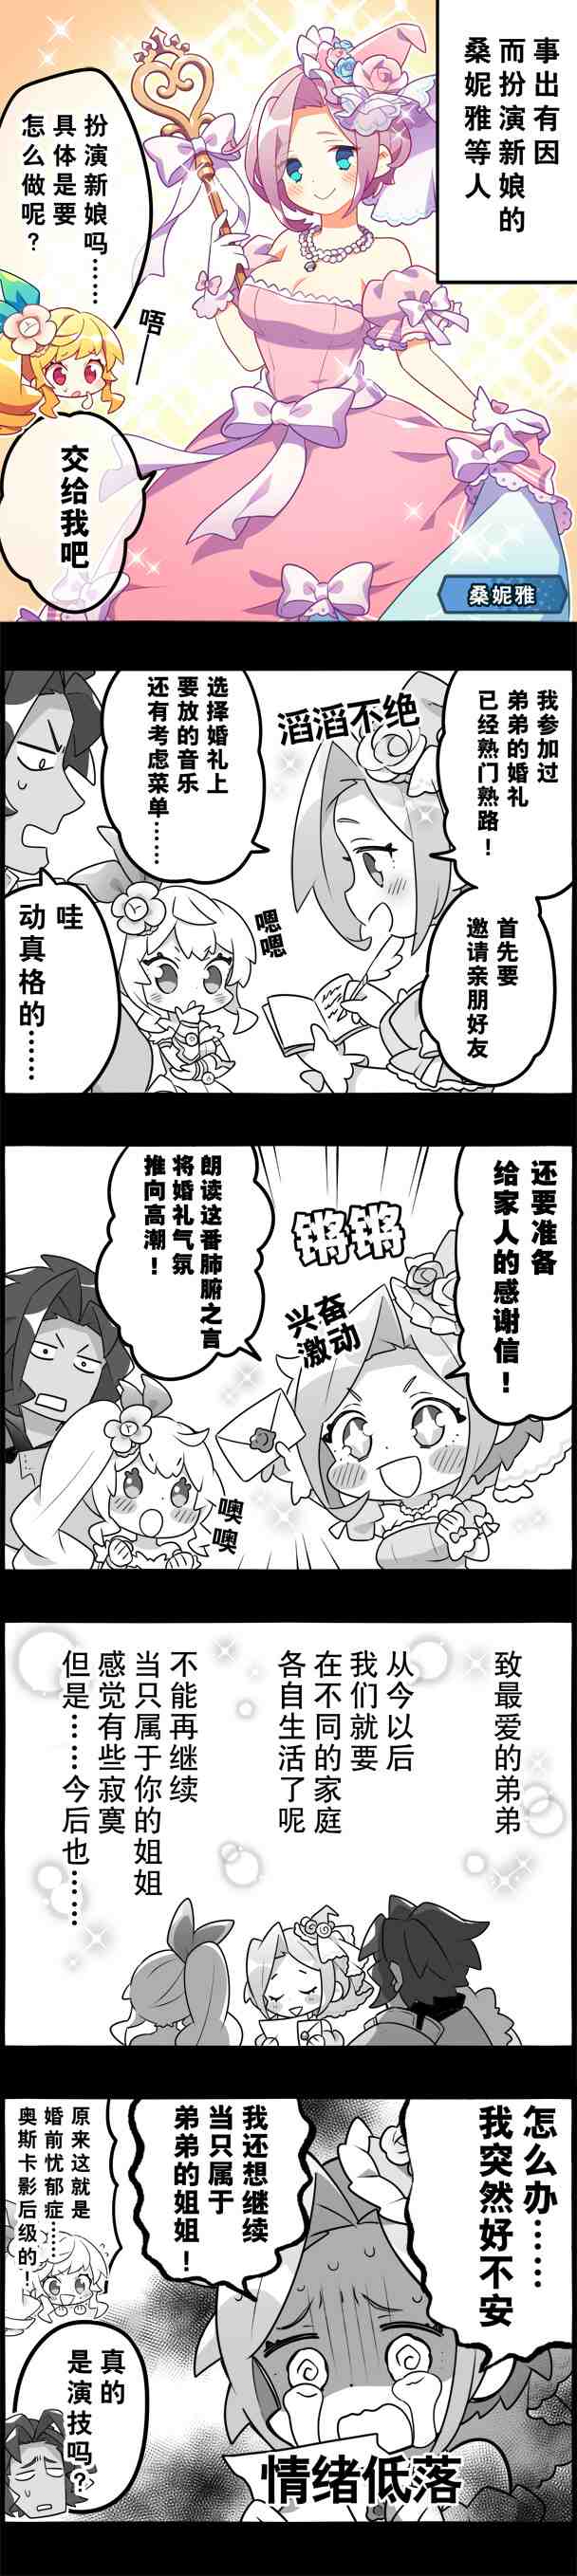 事出有因
而扮演新娘的
桑妮雅等人
扮演新娘吗……
具体是要
怎么做呢？
唔——
交给我吧
桑妮雅
我参加过
弟弟的婚礼
已经熟门熟路！
首先要
邀请亲朋好友
滔滔不绝
选择婚礼上
要放的音乐
还有考虑菜单……
嗯嗯
哇
动真格的……
还要准备
给家人的感谢信！
锵锵
兴奋
激动
朗读这番肺腑之言
将婚礼气氛
推向高潮！
噢噢
致最爱的弟弟
从今以后
我们就要
在不同的家庭
各自生活了呢
不能再继续
当只属于你的姐姐
感觉有些寂寞
但是……今后也……
怎么办……
我突然好不安
我还想继续
当只属于
弟弟的姐姐！
原来这就是
婚前忧郁症……
奥斯卡影后级的！
真的
是演技吗？
情绪低落